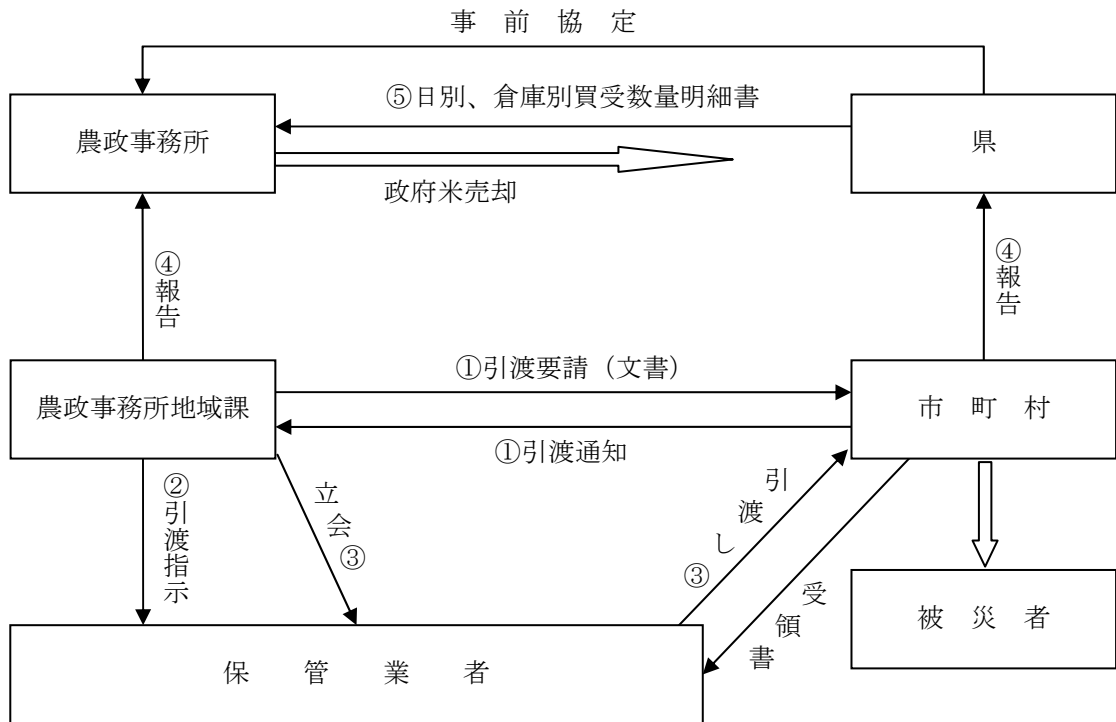 事　前　協　定
⑤日別、倉庫別買受数量明細書
農政事務所
県
政府米売却
④報告
④報告
①引渡要請（文書）
農政事務所地域課
市　町　村
①引渡通知
②引渡指示
立会③
③引渡し
受領書
被　災　者
保　管　業　者